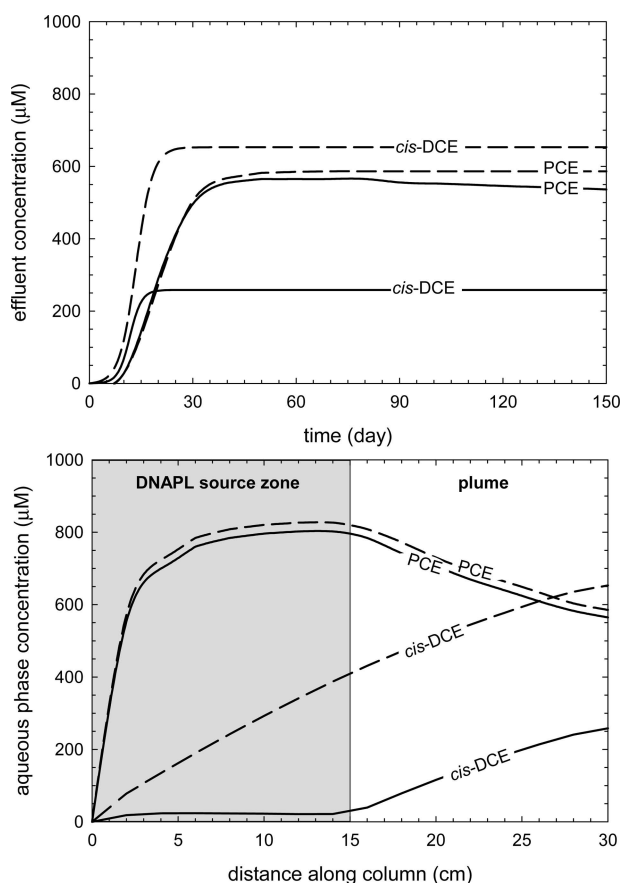 1000
800
600
400
200
0
effluent concentration (μM)
cis-DCE
PCE
PCE
cis-DCE
0 30 60 90 120 150
time (day)
1000
800
600
400
200
0
aqueous phase concentration (μM)
DNAPL source zone plume
PCE
PCE
cis-DCE
cis-DCE
0 5 10 15 20 25 30
distance along column (cm)